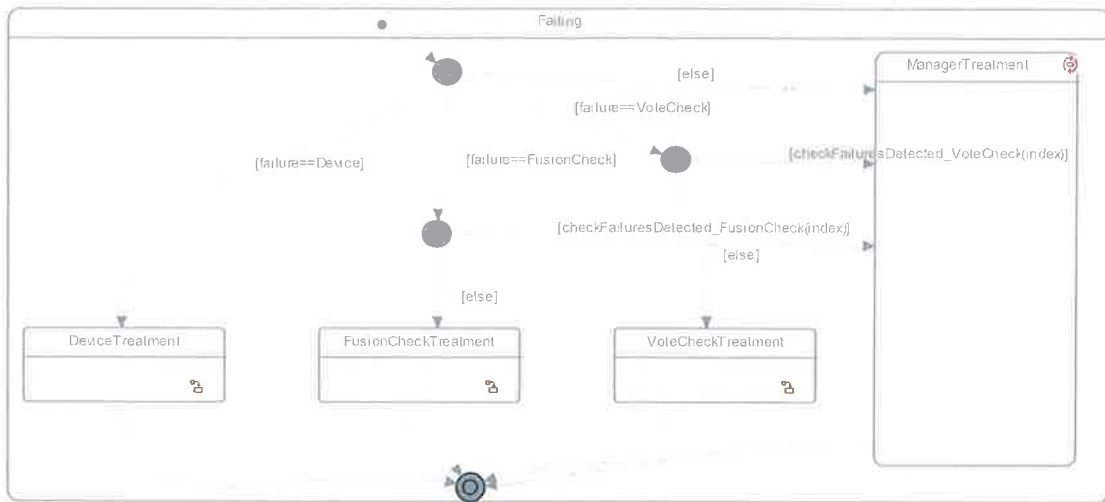 Failing
ManagerTreatment
[else]
[failure==VoteCheck]
[failure==Device]
[failure==FusionCheck]
[checkFailuresDetected_VoteCheck(index)]
[checkFailuresDetected_FusionCheck(index)]
[else]
[else]
DeviceTreatment
FusionCheckTreatment
VoteCheckTreatment